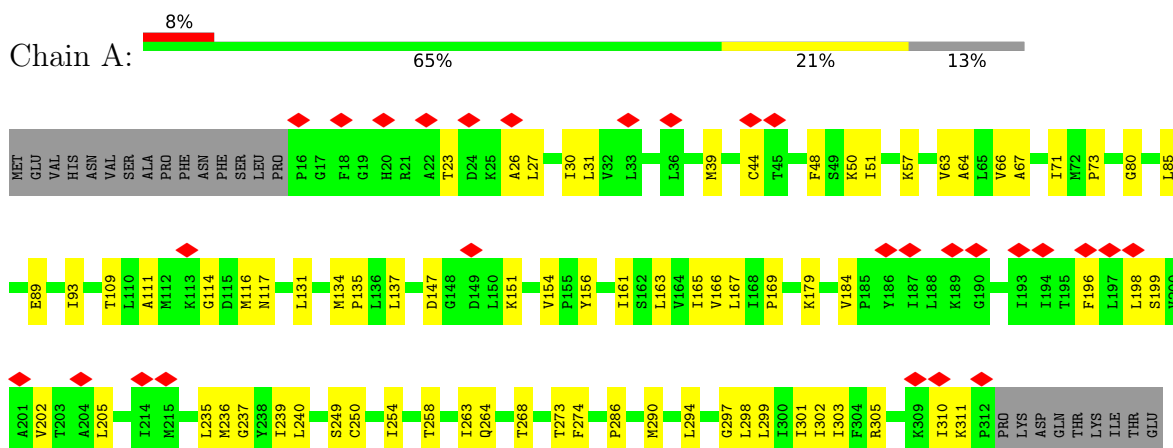 8%
Chain A:
65% 21% 13%
MET GLU VAL HIS ASN VAL SER ALA PRO PHE ASN PHE SER LEU PRO P16 G17 F18 G19 H20 R21 A22 T23 D24 K25 A26 L27 I30 L31 V32 L33 L36 M39 C44 T45 F48 S49 K50 I51 K57 V63 A64 L65 V66 A67 I71 M72 P73 G80 L85
E89 I93 T109 L110 A111 M112 K113 G114 D115 M116 N117 L131 M134 P135 L136 L137 D147 G148 D149 L150 K151 V154 P155 Y156 I161 S162 L163 V164 I165 V166 L167 I168 P169 K179 V184 P185 Y186 I187 L188 K189 G190 I193 I194 T195 F196 L197 L198 S199
A201 V202 T203 A204 L205 I214 M215 L235 M236 G237 Y238 I239 L240 S249 C250 I254 T258 I263 Q264 T268 T273 F274 P286 M290 L294 G297 L298 L299 I300 I301 I302 I303 F304 R305 K309 I310 K311 P312 PRO LYS ASP GLN THR LYS ILE THR GLU